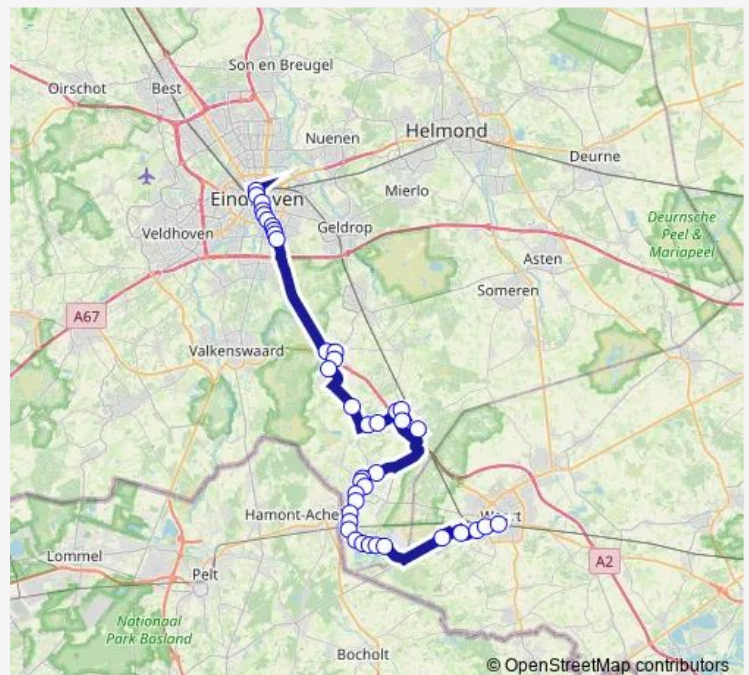 Son en Breugel
Oirschot
Best
Nuenen
Helmond
Deurne
Mierlo
Eindhoven
Veldhoven
Geldrop
Deurnsche
Peel &
Mariapeel
Asten
Someren
A67
Valkenswaard
Hamont-Ache
Lommel
A2
Pelt
Nationaal
Park Bosland
Bocholt
© OpenStreetMap contributors